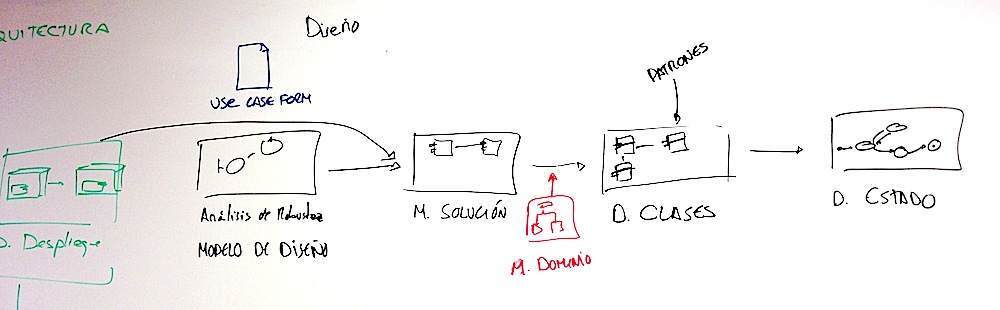 QUITECTURA
Diseño
USE CASE FORM
PATRONES
Análisis de Robustez
MODELO DE DISEÑO
M. SOLUCIÓN
D. CLASES
D. ESTADO
D. Despliegue
M. DOMINIO